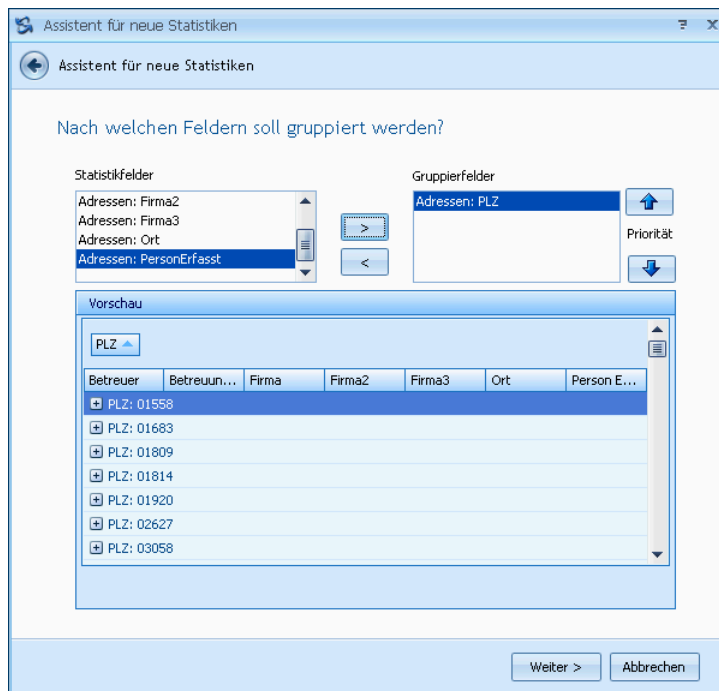 Assistent für neue Statistiken
Assistent für neue Statistiken
Nach welchen Feldern soll gruppiert werden?
Statistikfelder
Gruppierfelder
Adressen: Firma2
Adressen: Firma3
Adressen: Ort
Adressen: PersonErfasst
>
<
Adressen: PLZ
Priorität
Vorschau
PLZ
Betreuer Betreuun... Firma Firma2 Firma3 Ort Person E...
PLZ: 01558
PLZ: 01683
PLZ: 01809
PLZ: 01814
PLZ: 01920
PLZ: 02627
PLZ: 03058
Weiter > Abbrechen